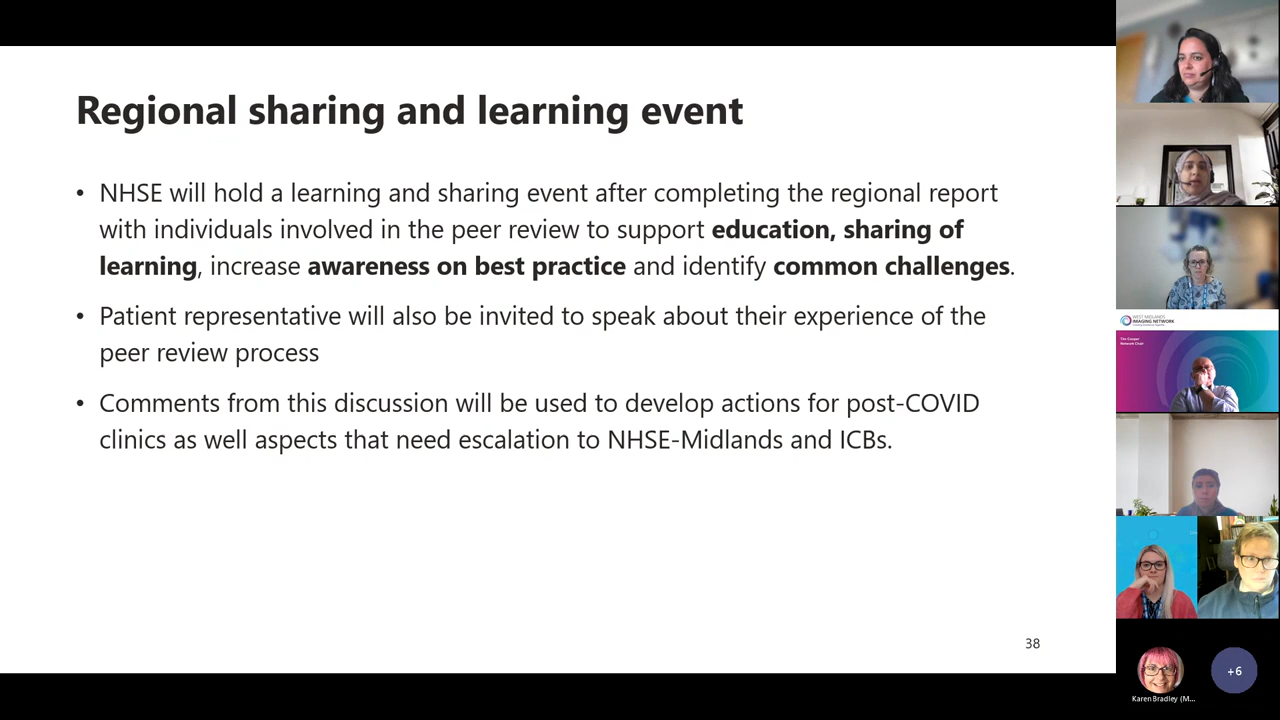 Regional sharing and learning event
• NHSE will hold a learning and sharing event after completing the regional report
with individuals involved in the peer review to support education, sharing of
learning, increase awareness on best practice and identify common challenges.
• Patient representative will also be invited to speak about their experience of the
peer review process
• Comments from this discussion will be used to develop actions for post-COVID
clinics as well aspects that need escalation to NHSE-Midlands and ICBs.
38
WEST MIDLANDS
IMAGING NETWORK
Tim Cooper
Network Chair
Karen Bradley (M...
+6